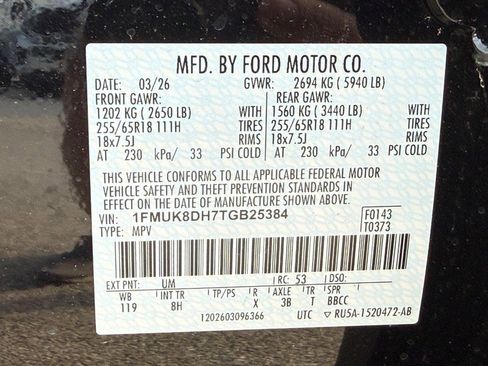 MFD. BY FORD MOTOR CO.
DATE: 03/26 GVWR: 2694 KG ( 5940 LB)
FRONT GAWR: REAR GAWR:
1202 KG ( 2650 LB) WITH 1560 KG ( 3440 LB) WITH
255/65R18 111H TIRES 255/65R18 111H TIRES
18x7.5J RIMS 18x7.5J RIMS
AT 230 kPa/ 33 PSI COLD AT 230 kPa/ 33 PSI COLD
THIS VEHICLE CONFORMS TO ALL APPLICABLE FEDERAL MOTOR
VEHICLE SAFETY AND THEFT PREVENTION STANDARDS IN
EFFECT ON THE DATE OF MANUFACTURE SHOWN ABOVE.
VIN: 1FMUK8DH7TGB25384 F0143
TYPE: MPV T0373
EXT PNT: UM RC: 53 DSO:
WB INT TR TP/PS R AXLE TR SPR
119 8H X 3B T BBCC
1202603096366 UTC ▽ RU5A-1520472-AB